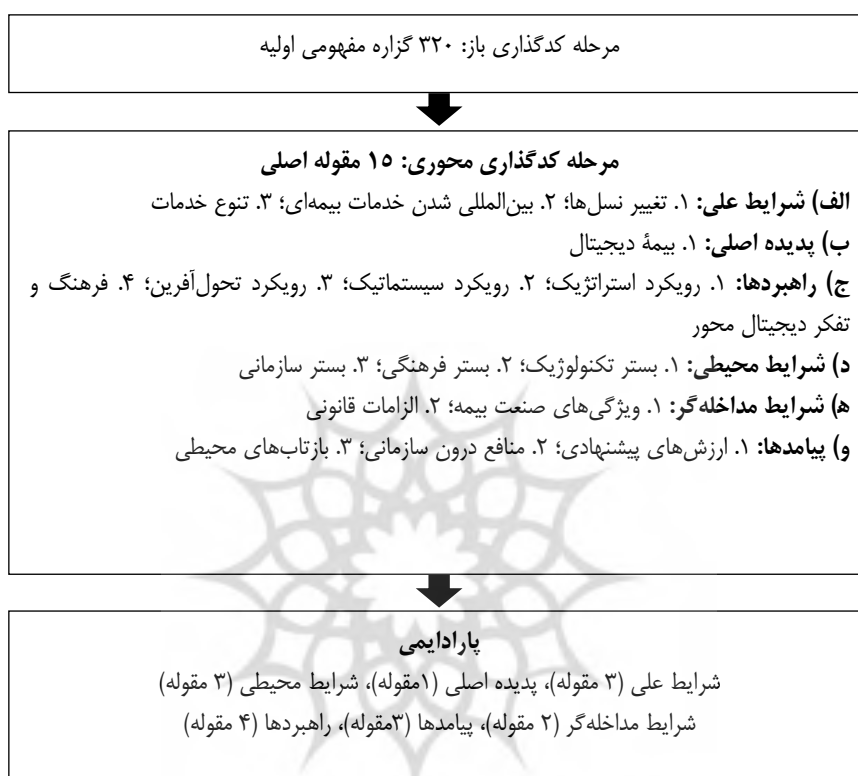 مرحله کدگذاری باز: ۳۲۰ گزاره مفهومی اولیه
مرحله کدگذاری محوری: ۱۵ مقوله اصلی
الف) شرایط علی: ۱. تغییر نسل‌ها؛ ۲. بین‌المللی شدن خدمات بیمه‌ای؛ ۳. تنوع خدمات
ب) پدیده اصلی: ۱. بیمۀ دیجیتال
ج) راهبردها: ۱. رویکرد استراتژیک؛ ۲. رویکرد سیستماتیک؛ ۳. رویکرد تحول‌آفرین؛ ۴. فرهنگ و
تفکر دیجیتال محور
د) شرایط محیطی: ۱. بستر تکنولوژیک؛ ۲. بستر فرهنگی؛ ۳. بستر سازمانی
ه) شرایط مداخله‌گر: ۱. ویژگی‌های صنعت بیمه؛ ۲. الزامات قانونی
و) پیامدها: ۱. ارزش‌های پیشنهادی؛ ۲. منافع درون سازمانی؛ ۳. بازتاب‌های محیطی
پارادایمی
شرایط علی (۳ مقوله)، پدیده اصلی (۱مقوله)، شرایط محیطی (۳ مقوله)
شرایط مداخله‌گر (۲ مقوله)، پیامدها (۳مقوله)، راهبردها (۴ مقوله)